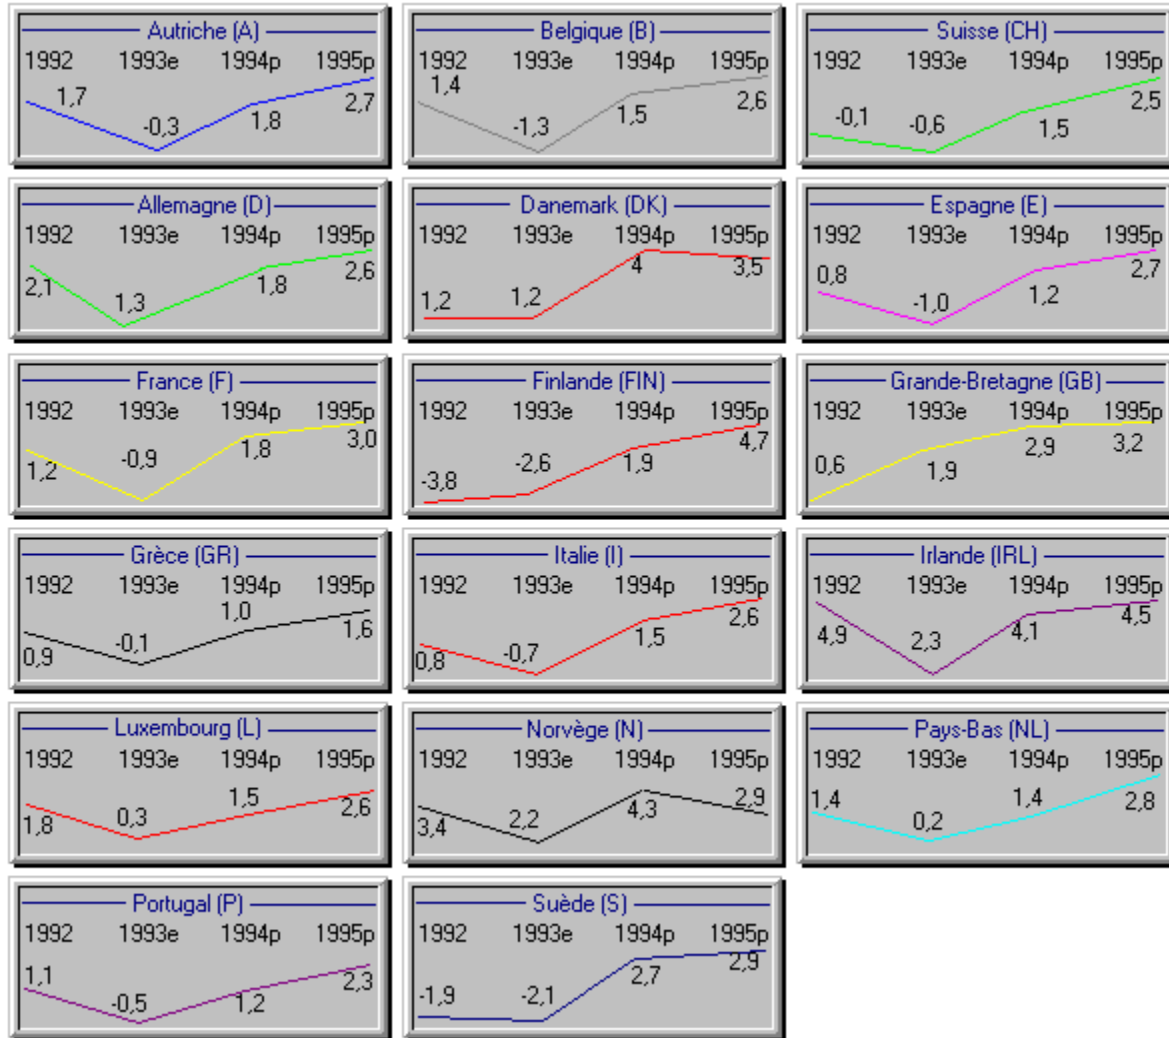 Autriche (A)
1992 1993e 1994p 1995p
1,7 -0,3 1,8 2,7
Belgique (B)
1992 1993e 1994p 1995p
1,4 -1,3 1,5 2,6
Suisse (CH)
1992 1993e 1994p 1995p
-0,1 -0,6 1,5 2,5
Allemagne (D)
1992 1993e 1994p 1995p
2,1 1,3 1,8 2,6
Danemark (DK)
1992 1993e 1994p 1995p
1,2 1,2 4 3,5
Espagne (E)
1992 1993e 1994p 1995p
0,8 -1,0 1,2 2,7
France (F)
1992 1993e 1994p 1995p
1,2 -0,9 1,8 3,0
Finlande (FIN)
1992 1993e 1994p 1995p
-3,8 -2,6 1,9 4,7
Grande-Bretagne (GB)
1992 1993e 1994p 1995p
0,6 1,9 2,9 3,2
Grèce (GR)
1992 1993e 1994p 1995p
0,9 -0,1 1,0 1,6
Italie (I)
1992 1993e 1994p 1995p
0,8 -0,7 1,5 2,6
Irlande (IRL)
1992 1993e 1994p 1995p
4,9 2,3 4,1 4,5
Luxembourg (L)
1992 1993e 1994p 1995p
1,8 0,3 1,5 2,6
Norvège (N)
1992 1993e 1994p 1995p
3,4 2,2 4,3 2,9
Pays-Bas (NL)
1992 1993e 1994p 1995p
1,4 0,2 1,4 2,8
Portugal (P)
1992 1993e 1994p 1995p
1,1 -0,5 1,2 2,3
Suède (S)
1992 1993e 1994p 1995p
-1,9 -2,1 2,7 2,9